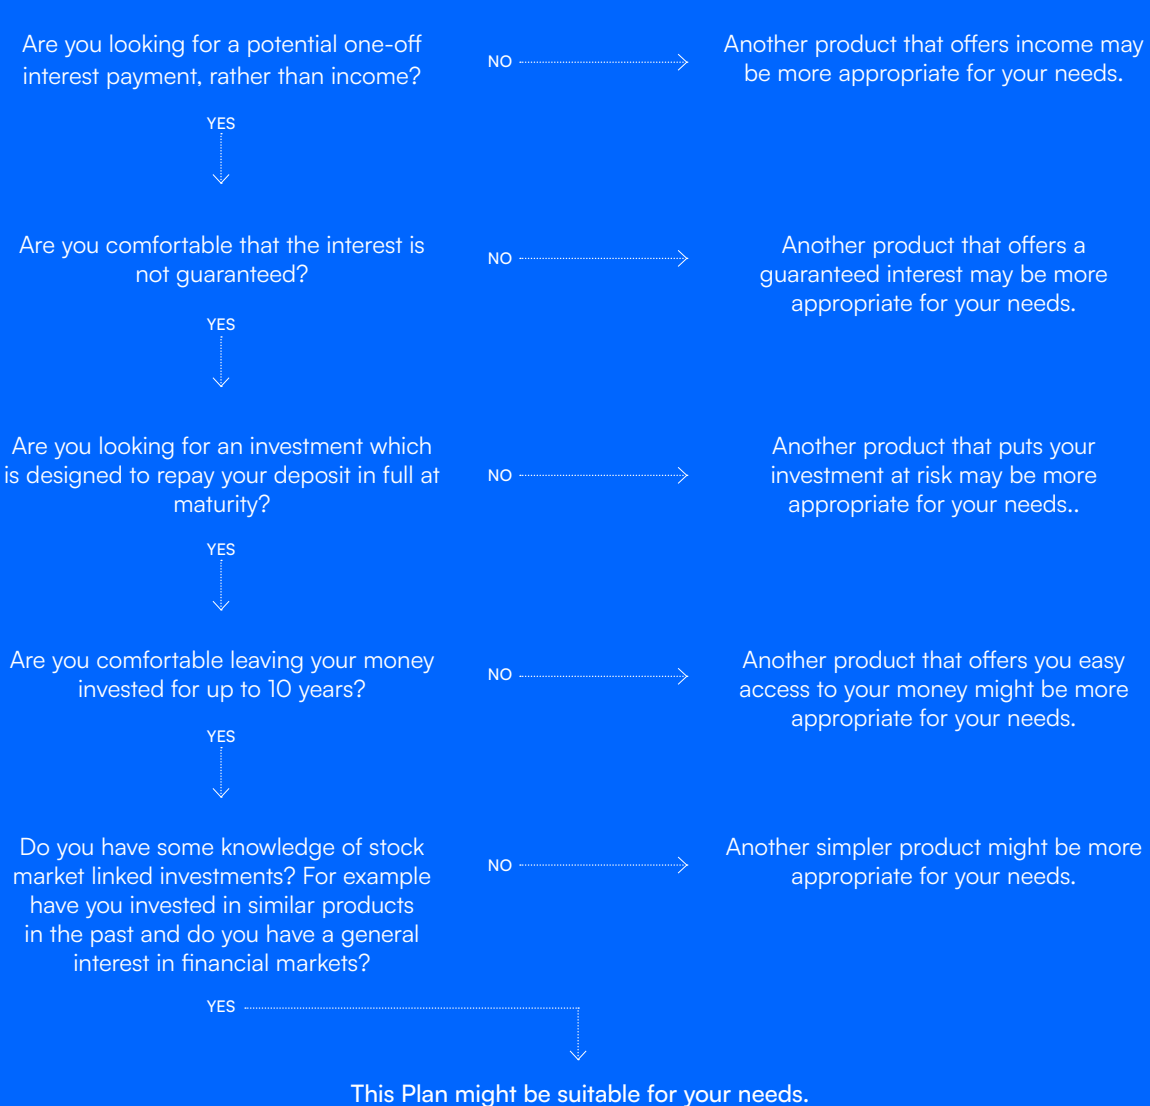 Are you looking for a potential one-off
interest payment, rather than income?
NO
Another product that offers income may
be more appropriate for your needs.
YES
Are you comfortable that the interest is
not guaranteed?
NO
Another product that offers a
guaranteed interest may be more
appropriate for your needs.
YES
Are you looking for an investment which
is designed to repay your deposit in full at
maturity?
NO
Another product that puts your
investment at risk may be more
appropriate for your needs..
YES
Are you comfortable leaving your money
invested for up to 10 years?
NO
Another product that offers you easy
access to your money might be more
appropriate for your needs.
YES
Do you have some knowledge of stock
market linked investments? For example
have you invested in similar products
in the past and do you have a general
interest in financial markets?
NO
Another simpler product might be more
appropriate for your needs.
YES
This Plan might be suitable for your needs.